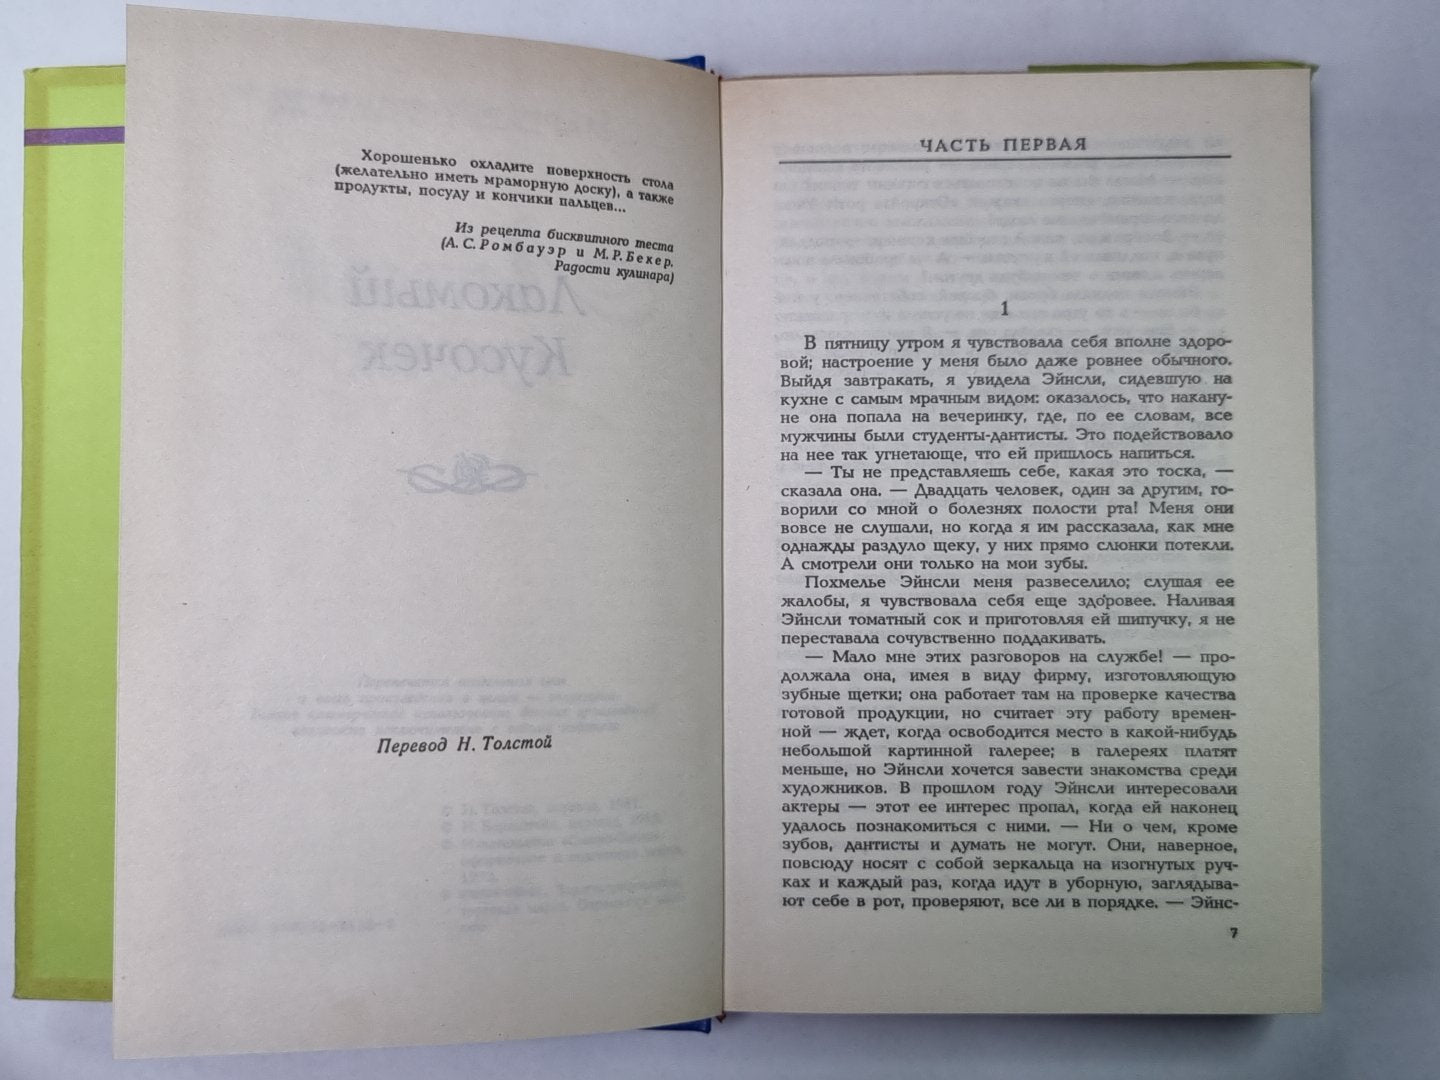 Хорошенько охладите поверхность стола
(желательно иметь мраморную доску), а также
продукты, посуду и кончики пальцев...
Из рецепта бисквитного теста
(А. С. Ромбауэр и М. Р. Бекер.
Радости кулинара)
Лакомый
Кусочек
Перевод Н. Толстой
ЧАСТЬ ПЕРВАЯ
1
В пятницу утром я чувствовала себя вполне здоро-
вой; настроение у меня было даже ровнее обычного.
Выйдя завтракать, я увидела Эйнсли, сидевшую на
кухне с самым мрачным видом: оказалось, что накану-
не она попала на вечеринку, где, по ее словам, все
мужчины были студенты-дантисты. Это подействовало
на нее так угнетающе, что ей пришлось напиться.
— Ты не представляешь себе, какая это тоска, —
сказала она. — Двадцать человек, один за другим, го-
ворили со мной о болезнях полости рта! Меня они
вовсе не слушали, но когда я им рассказала, как мне
однажды раздуло щеку, у них прямо слюнки потекли.
А смотрели они только на мои зубы.
Похмелье Эйнсли меня развеселило; слушая ее
жалобы, я чувствовала себя еще здоровее. Наливая
Эйнсли томатный сок и приготовляя ей шипучку, я не
переставала сочувственно поддакивать.
— Мало мне этих разговоров на службе! — про-
должала она, имея в виду фирму, изготовляющую
зубные щетки; она работает там на проверке качества
готовой продукции, но считает эту работу времен-
ной — ждет, когда освободится место в какой-нибудь
небольшой картинной галерее; в галереях платят
меньше, но Эйнсли хочется завести знакомства среди
художников. В прошлом году Эйнсли интересовали
актеры — этот ее интерес пропал, когда ей наконец
удалось познакомиться с ними. — Ни о чем, кроме
зубов, дантисты и думать не могут. Они, наверное,
повсюду носят с собой зеркальца на изогнутых руч-
ках и каждый раз, когда идут в уборную, заглядыва-
ют себе в рот, проверяют, все ли в порядке. — Эйнс-
7